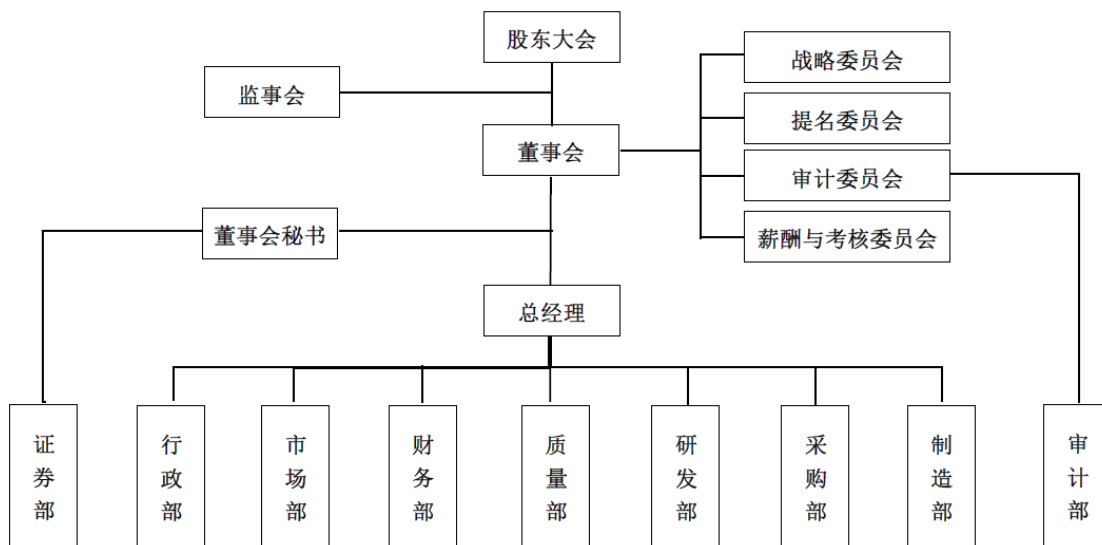 股东大会
战略委员会
监事会
提名委员会
董事会
审计委员会
董事会秘书
薪酬与考核委员会
总经理
证券部
行政部
市场部
财务部
质量部
研发部
采购部
制造部
审计部